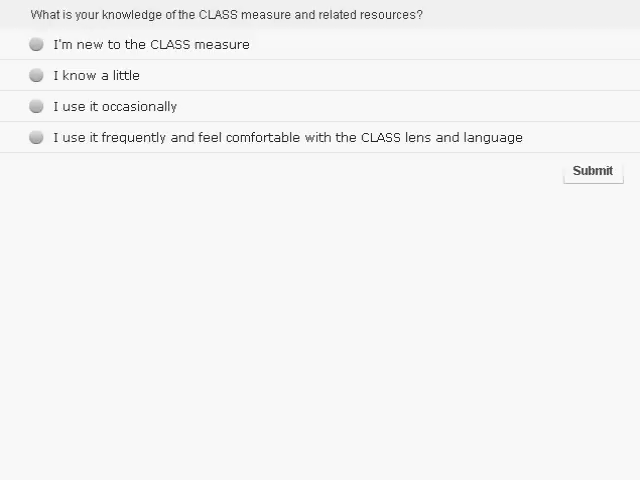 What is your knowledge of the CLASS measure and related resources?
I'm new to the CLASS measure
I know a little
I use it occasionally
I use it frequently and feel comfortable with the CLASS lens and language
Submit